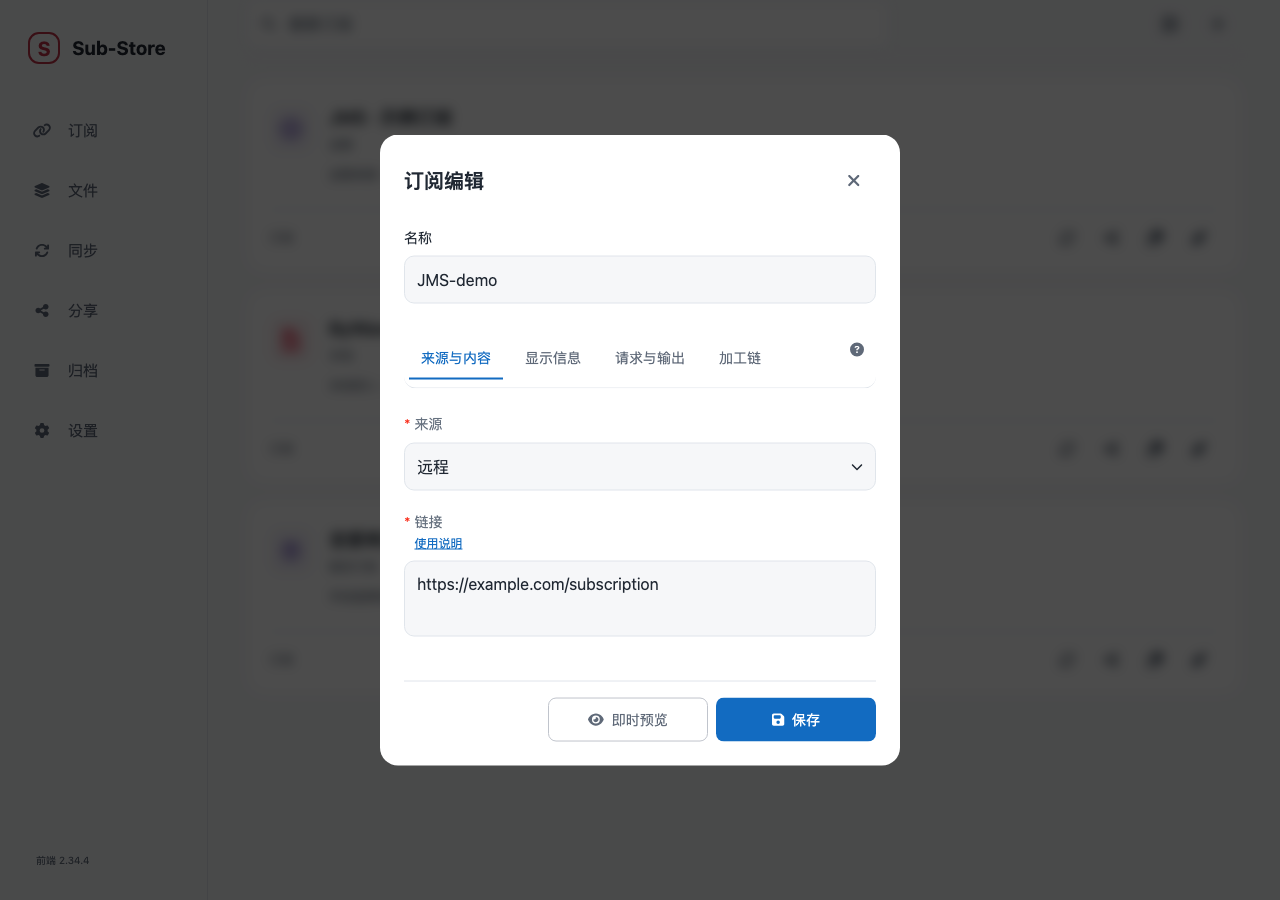 S Sub-Store
订阅
文件
同步
分享
归档
设置
前端 2.34.4
订阅编辑
名称
JMS-demo
来源与内容 显示信息 请求与输出 加工链
* 来源
远程
* 链接
使用说明
https://example.com/subscription
即时预览 保存